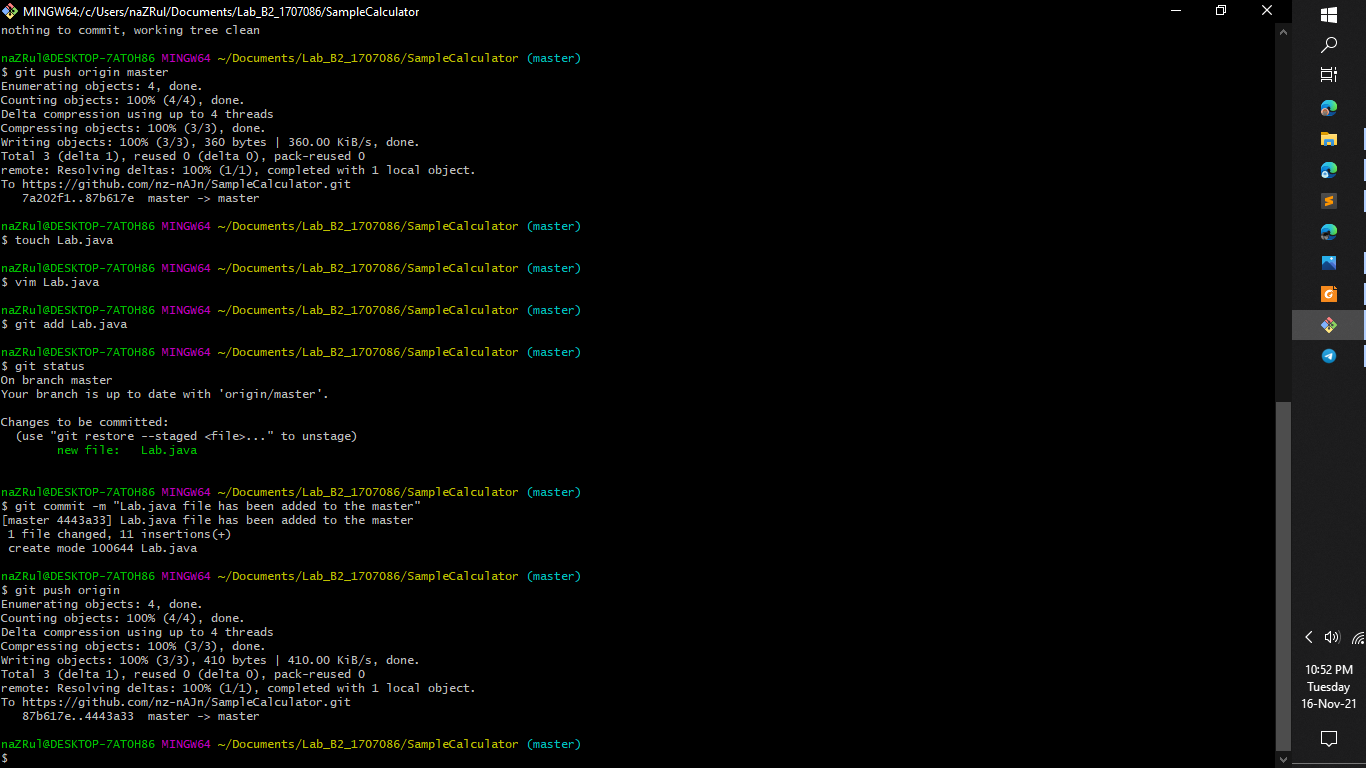 MINGW64:/c/Users/naZRul/Documents/Lab_B2_1707086/SampleCalculator
nothing to commit, working tree clean
naZRul@DESKTOP-7ATOH86 MINGW64 ~/Documents/Lab_B2_1707086/SampleCalculator (master)
$ git push origin master
Enumerating objects: 4, done.
Counting objects: 100% (4/4), done.
Delta compression using up to 4 threads
Compressing objects: 100% (3/3), done.
Writing objects: 100% (3/3), 360 bytes | 360.00 KiB/s, done.
Total 3 (delta 1), reused 0 (delta 0), pack-reused 0
remote: Resolving deltas: 100% (1/1), completed with 1 local object.
To https://github.com/nz-nAJn/SampleCalculator.git
   7a202f1..87b617e  master -> master
naZRul@DESKTOP-7ATOH86 MINGW64 ~/Documents/Lab_B2_1707086/SampleCalculator (master)
$ touch Lab.java
naZRul@DESKTOP-7ATOH86 MINGW64 ~/Documents/Lab_B2_1707086/SampleCalculator (master)
$ vim Lab.java
naZRul@DESKTOP-7ATOH86 MINGW64 ~/Documents/Lab_B2_1707086/SampleCalculator (master)
$ git add Lab.java
naZRul@DESKTOP-7ATOH86 MINGW64 ~/Documents/Lab_B2_1707086/SampleCalculator (master)
$ git status
On branch master
Your branch is up to date with 'origin/master'.
Changes to be committed:
  (use "git restore --staged <file>..." to unstage)
        new file:   Lab.java
naZRul@DESKTOP-7ATOH86 MINGW64 ~/Documents/Lab_B2_1707086/SampleCalculator (master)
$ git commit -m "Lab.java file has been added to the master"
[master 4443a33] Lab.java file has been added to the master
 1 file changed, 11 insertions(+)
 create mode 100644 Lab.java
naZRul@DESKTOP-7ATOH86 MINGW64 ~/Documents/Lab_B2_1707086/SampleCalculator (master)
$ git push origin
Enumerating objects: 4, done.
Counting objects: 100% (4/4), done.
Delta compression using up to 4 threads
Compressing objects: 100% (3/3), done.
Writing objects: 100% (3/3), 410 bytes | 410.00 KiB/s, done.
Total 3 (delta 1), reused 0 (delta 0), pack-reused 0
remote: Resolving deltas: 100% (1/1), completed with 1 local object.
To https://github.com/nz-nAJn/SampleCalculator.git
   87b617e..4443a33  master -> master
naZRul@DESKTOP-7ATOH86 MINGW64 ~/Documents/Lab_B2_1707086/SampleCalculator (master)
$
10:52 PM
Tuesday
16-Nov-21